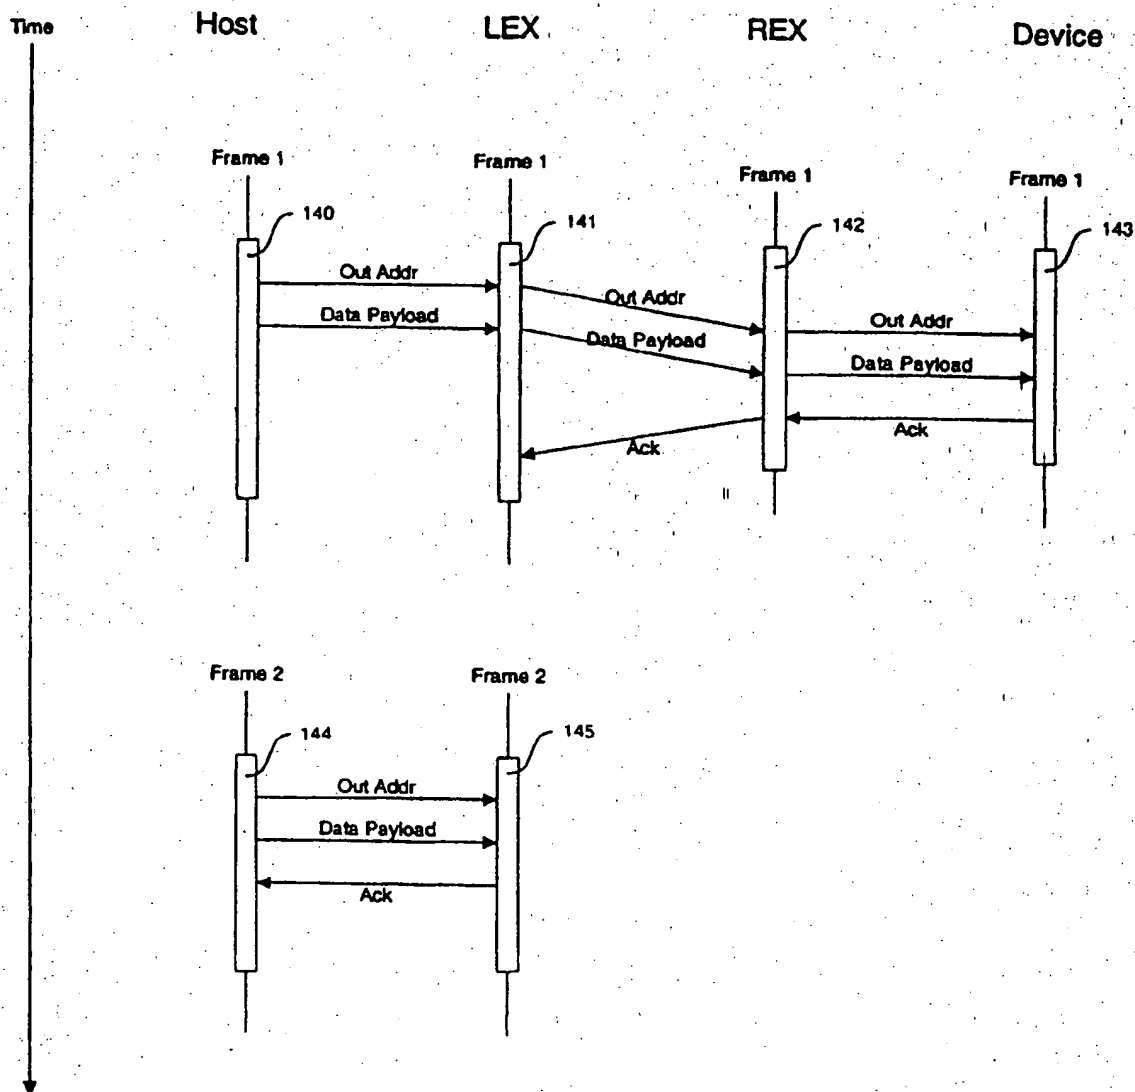 Time Host LEX REX Device
Frame 1 Frame 1 Frame 1 Frame 1
140 141 142 143
Out Addr Out Addr Out Addr
Data Payload Data Payload Data Payload
Ack Ack
Frame 2 Frame 2
144 145
Out Addr
Data Payload
Ack